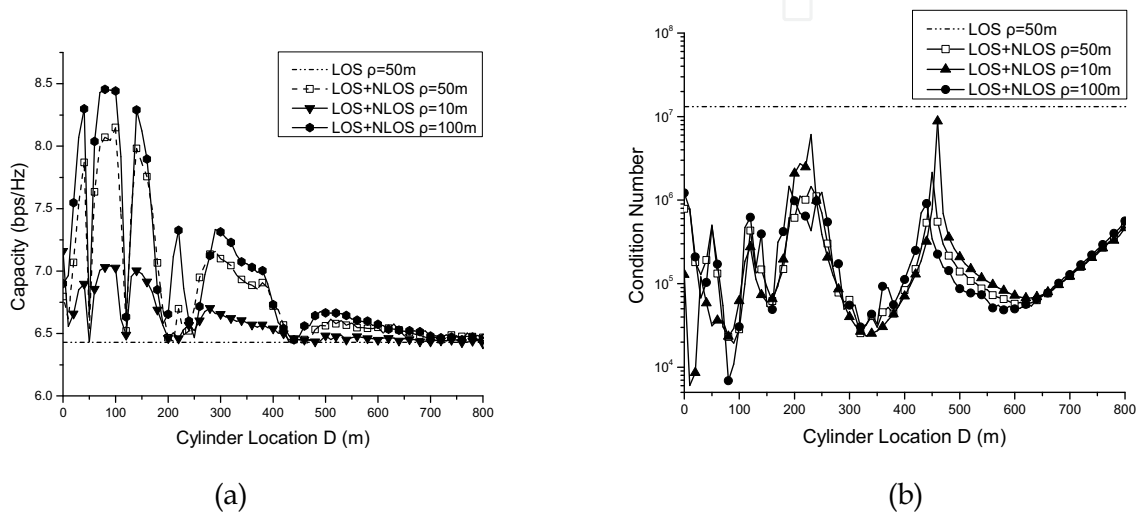 LOS ρ=50m
LOS+NLOS ρ=50m
LOS+NLOS ρ=10m
LOS+NLOS ρ=100m
8.5
8.0
7.5
7.0
6.5
6.0
Capacity (bps/Hz)
0 100 200 300 400 500 600 700 800
Cylinder Location D (m)
(a)
LOS ρ=50m
LOS+NLOS ρ=50m
LOS+NLOS ρ=10m
LOS+NLOS ρ=100m
10^8
10^7
10^6
10^5
10^4
Condition Number
0 100 200 300 400 500 600 700 800
Cylinder Location D (m)
(b)